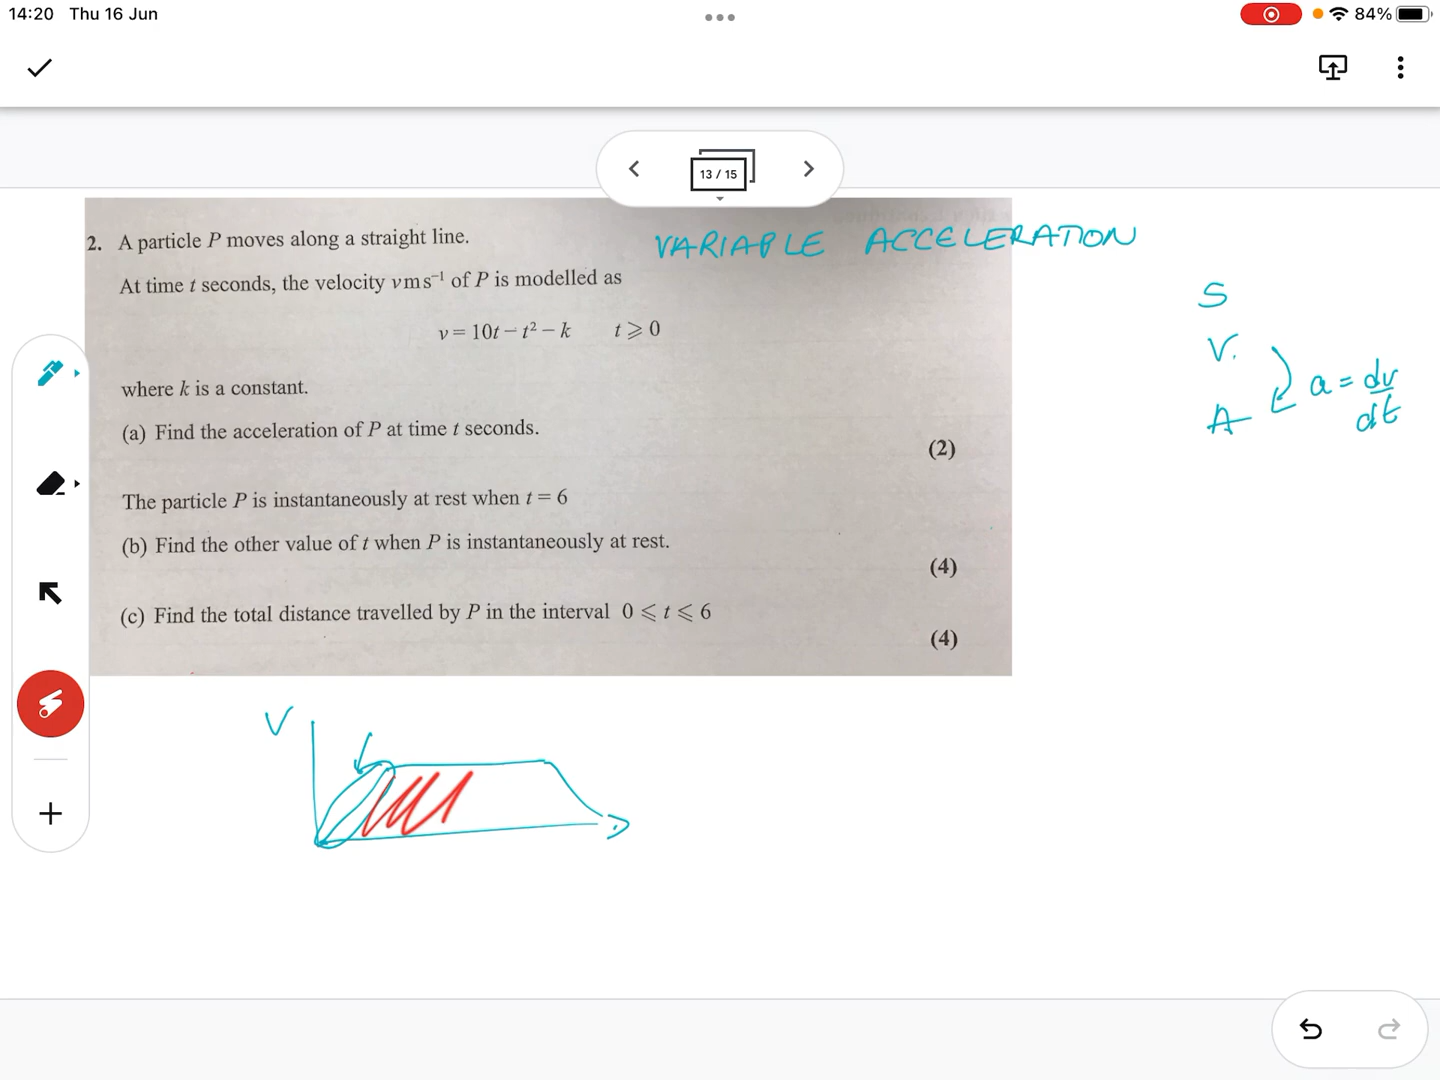 14:20 Thu 16 Jun
84%
13 / 15
2. A particle P moves along a straight line.
VARIABLE ACCELERATION
At time t seconds, the velocity v m s⁻¹ of P is modelled as
v = 10t – t² – k t ⩾ 0
where k is a constant.
(a) Find the acceleration of P at time t seconds.
(2)
The particle P is instantaneously at rest when t = 6
(b) Find the other value of t when P is instantaneously at rest.
(4)
(c) Find the total distance travelled by P in the interval 0 ⩽ t ⩽ 6
(4)
S
V.
A
a = dv/dt
V